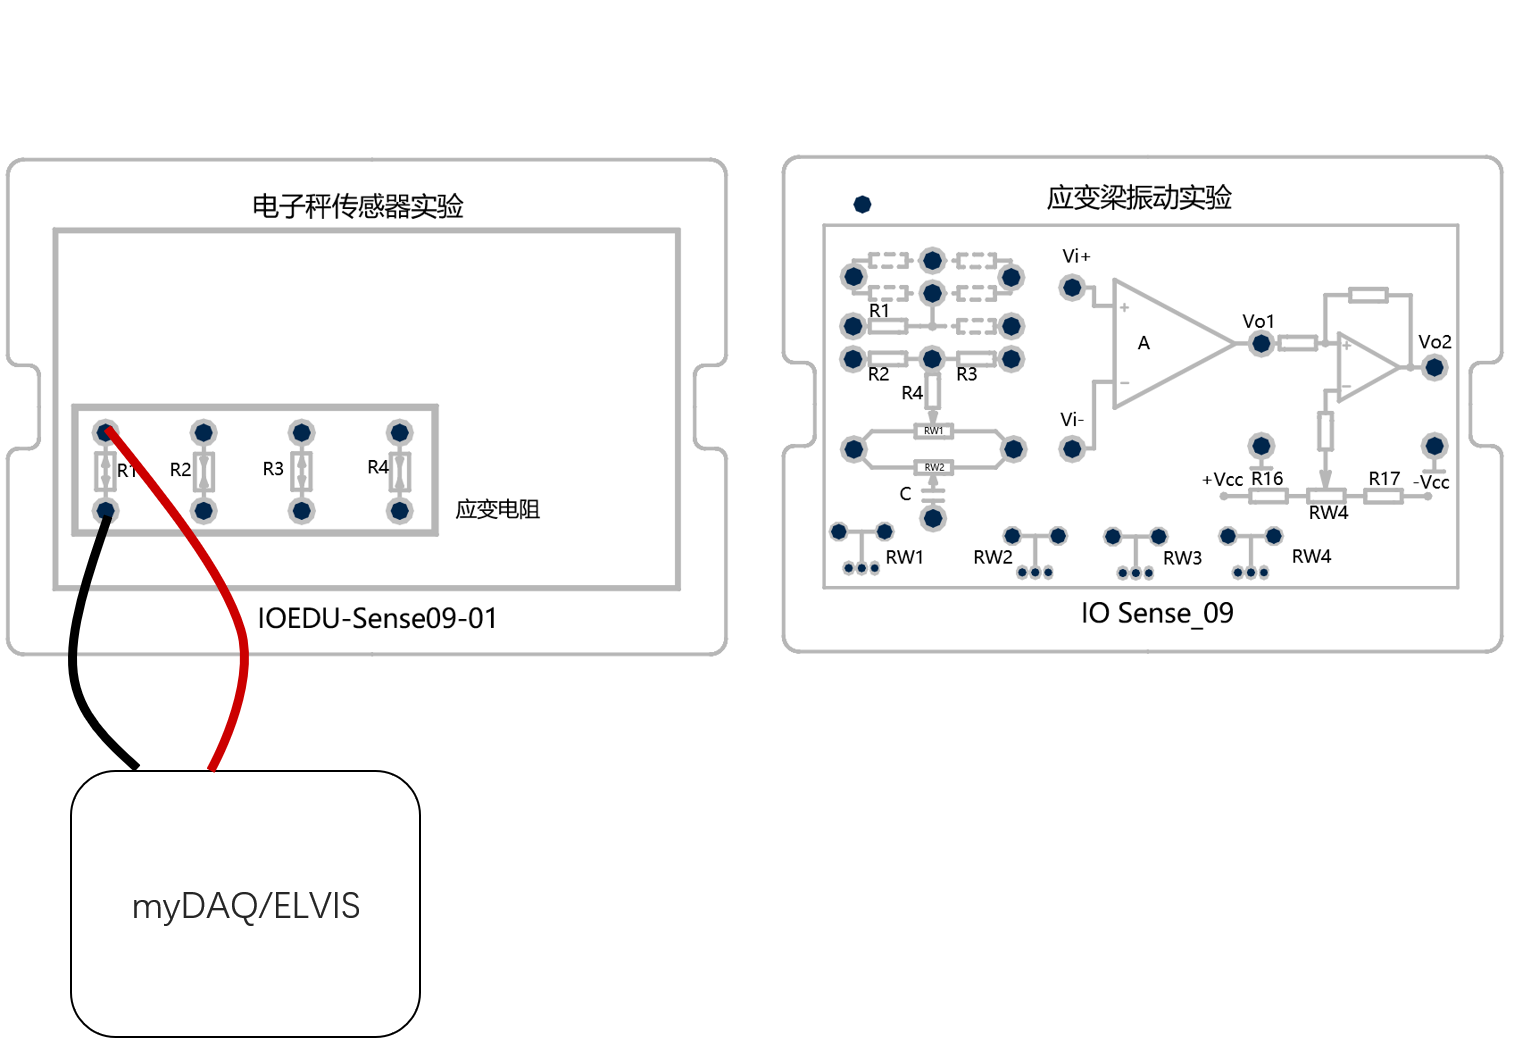 电子秤传感器实验
R1
R2
R3
R4
应变电阻
IOEDU-Sense09-01
myDAQ/ELVIS
应变梁振动实验
R1
R2
R3
R4
RW1
RW2
C
Vi+
Vi-
+
A
−
Vo1
+
−
Vo2
+Vcc
R16
RW4
R17
-Vcc
RW1
RW2
RW3
RW4
IO Sense_09